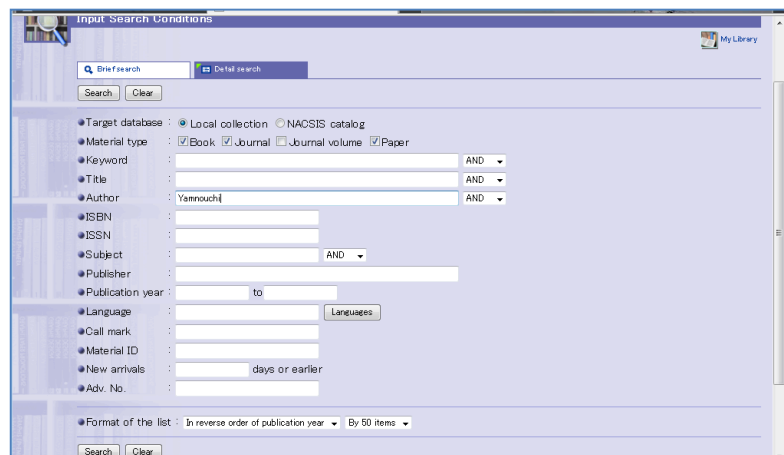 Input Search Conditions
My Library
Brief search Detail search
Search Clear
Target database : Local collection NACSIS catalog
Material type : Book Journal Journal volume Paper
Keyword : AND
Title : AND
Author : Yamnouchi AND
ISBN :
ISSN :
Subject : AND
Publisher :
Publication year : to
Language : Languages
Call mark :
Material ID :
New arrivals : days or earlier
Adv. No. :
Format of the list : In reverse order of publication year By 50 items
Search Clear